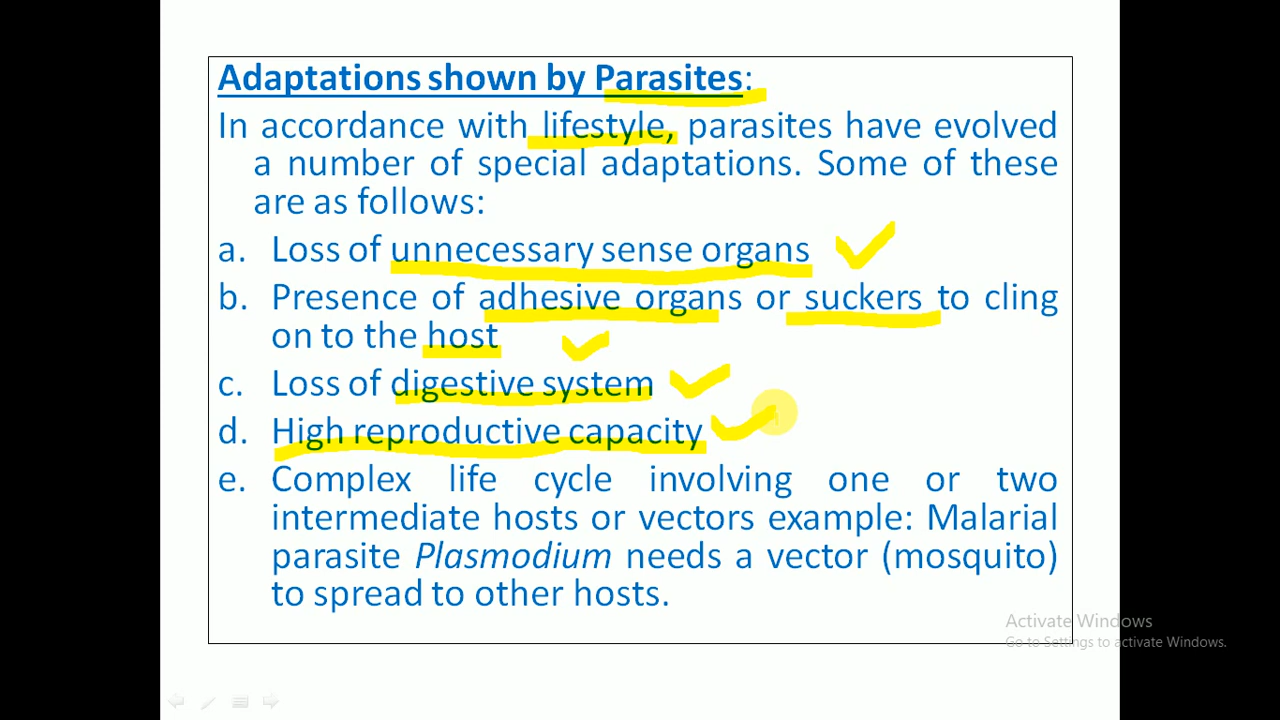 Adaptations shown by Parasites:
In accordance with lifestyle, parasites have evolved
a number of special adaptations. Some of these
are as follows:
a. Loss of unnecessary sense organs
b. Presence of adhesive organs or suckers to cling
on to the host
c. Loss of digestive system
d. High reproductive capacity
e. Complex life cycle involving one or two
intermediate hosts or vectors example: Malarial
parasite Plasmodium needs a vector (mosquito)
to spread to other hosts.
Activate Windows
Go to Settings to activate Windows.